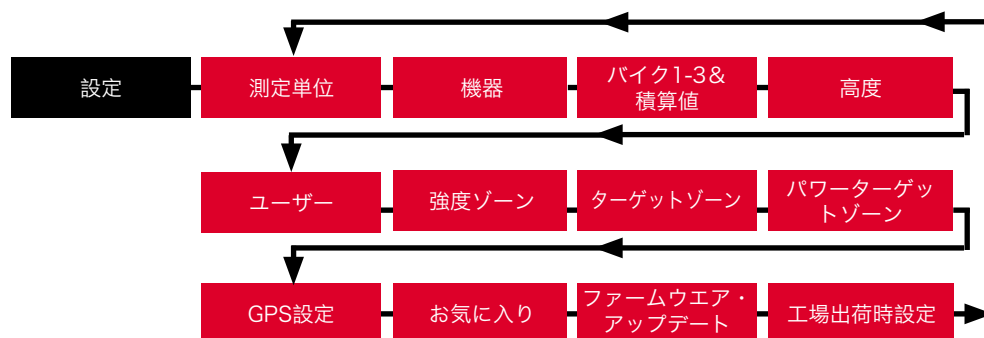 設定
測定単位
機器
バイク1-3＆
積算値
高度
ユーザー
強度ゾーン
ターゲットゾーン
パワーターゲッ
トゾーン
GPS設定
お気に入り
ファームウエア・
アップデート
工場出荷時設定